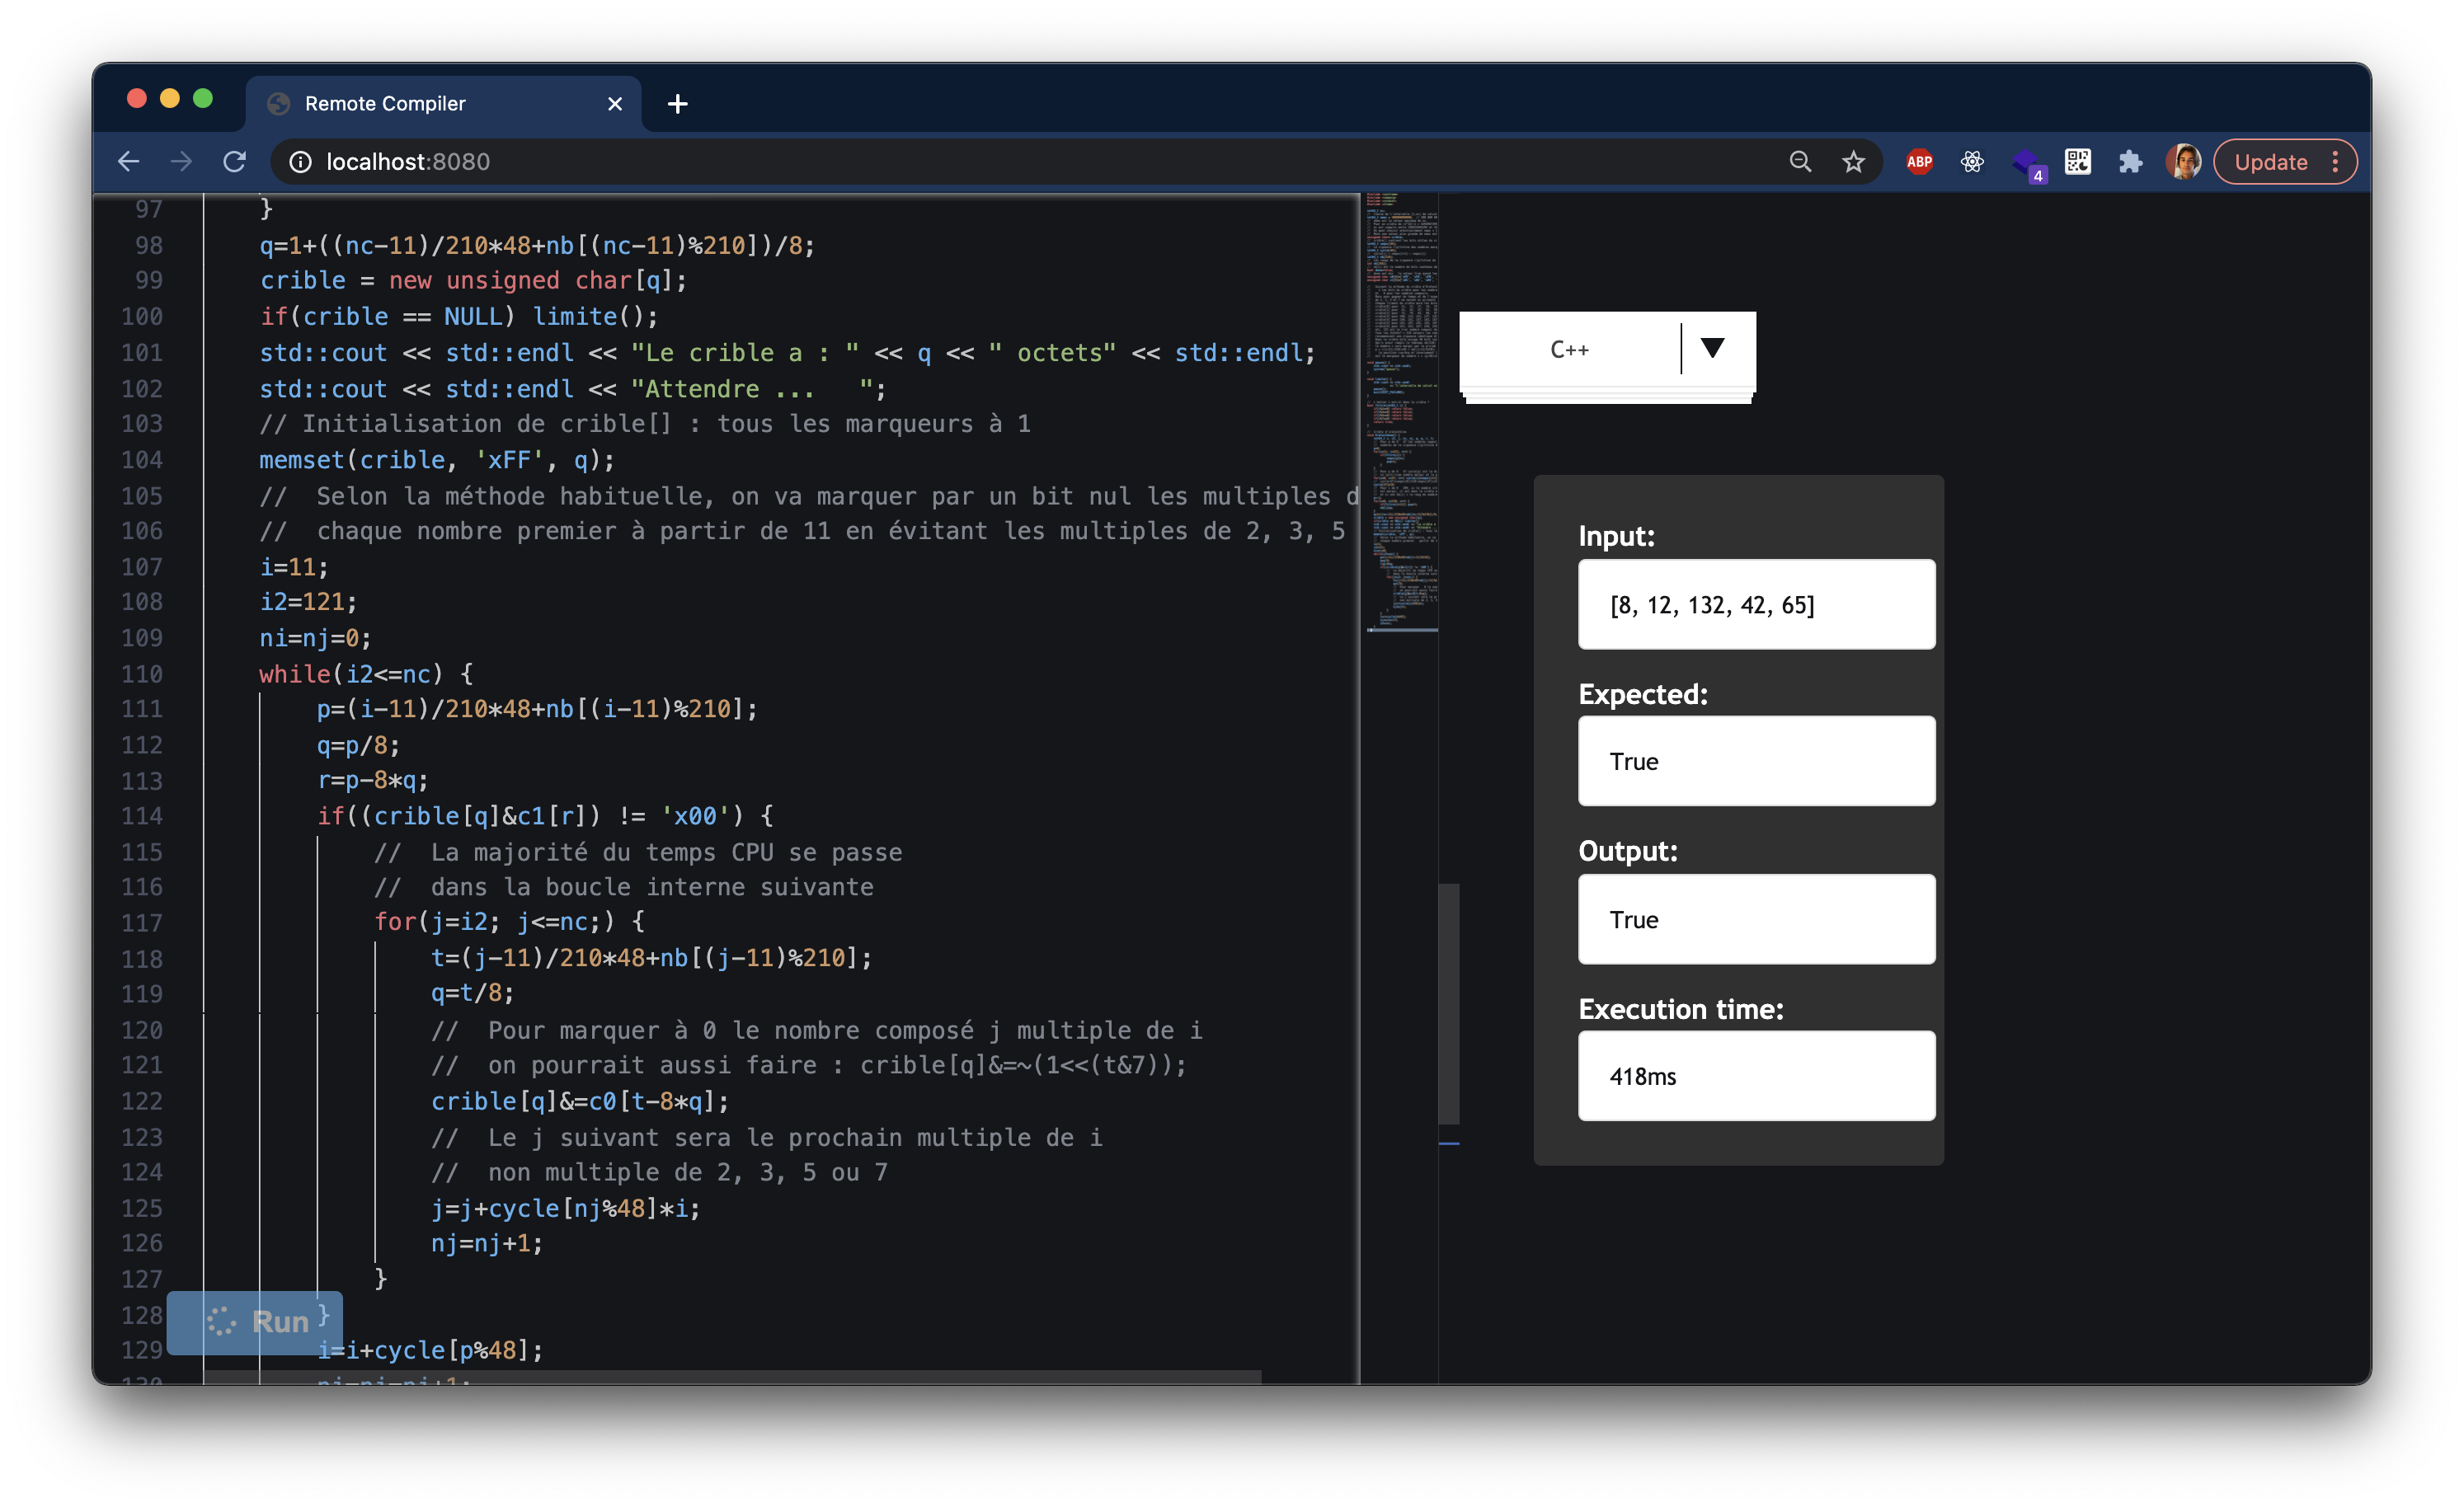 Remote Compiler
localhost:8080
ABP
4
Update
97 }
98 q=1+((nc-11)/210*48+nb[(nc-11)%210])/8;
99 crible = new unsigned char[q];
100 if(crible == NULL) limite();
101 std::cout << std::endl << "Le crible a : " << q << " octets" << std::endl;
102 std::cout << std::endl << "Attendre ...   ";
103 // Initialisation de crible[] : tous les marqueurs à 1
104 memset(crible, 'xFF', q);
105 //  Selon la méthode habituelle, on va marquer par un bit nul les multiples d
106 //  chaque nombre premier à partir de 11 en évitant les multiples de 2, 3, 5
107 i=11;
108 i2=121;
109 ni=nj=0;
110 while(i2<=nc) {
111 p=(i-11)/210*48+nb[(i-11)%210];
112 q=p/8;
113 r=p-8*q;
114 if((crible[q]&c1[r]) != 'x00') {
115 //  La majorité du temps CPU se passe
116 //  dans la boucle interne suivante
117 for(j=i2; j<=nc;) {
118 t=(j-11)/210*48+nb[(j-11)%210];
119 q=t/8;
120 //  Pour marquer à 0 le nombre composé j multiple de i
121 //  on pourrait aussi faire : crible[q]&=~(1<<(t&7));
122 crible[q]&=c0[t-8*q];
123 //  Le j suivant sera le prochain multiple de i
124 //  non multiple de 2, 3, 5 ou 7
125 j=j+cycle[nj%48]*i;
126 nj=nj+1;
127 }
128 }
Run
129 i=i+cycle[p%48];
130 ni=nj=ni+1;
C++
Input:
[8, 12, 132, 42, 65]
Expected:
True
Output:
True
Execution time:
418ms